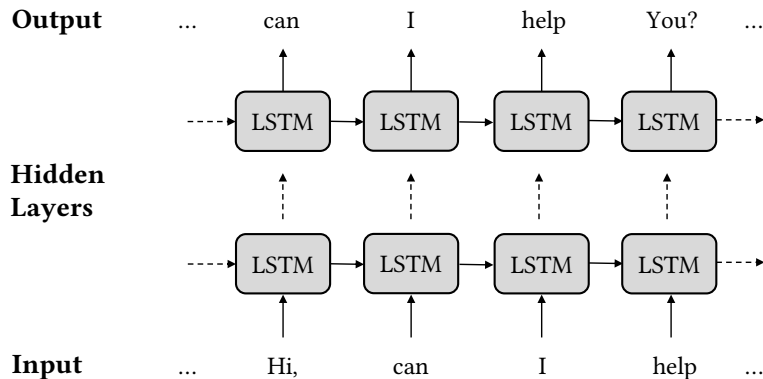 Output ... can I help You? ...
LSTM LSTM LSTM LSTM
Hidden
Layers
LSTM LSTM LSTM LSTM
Input ... Hi, can I help ...